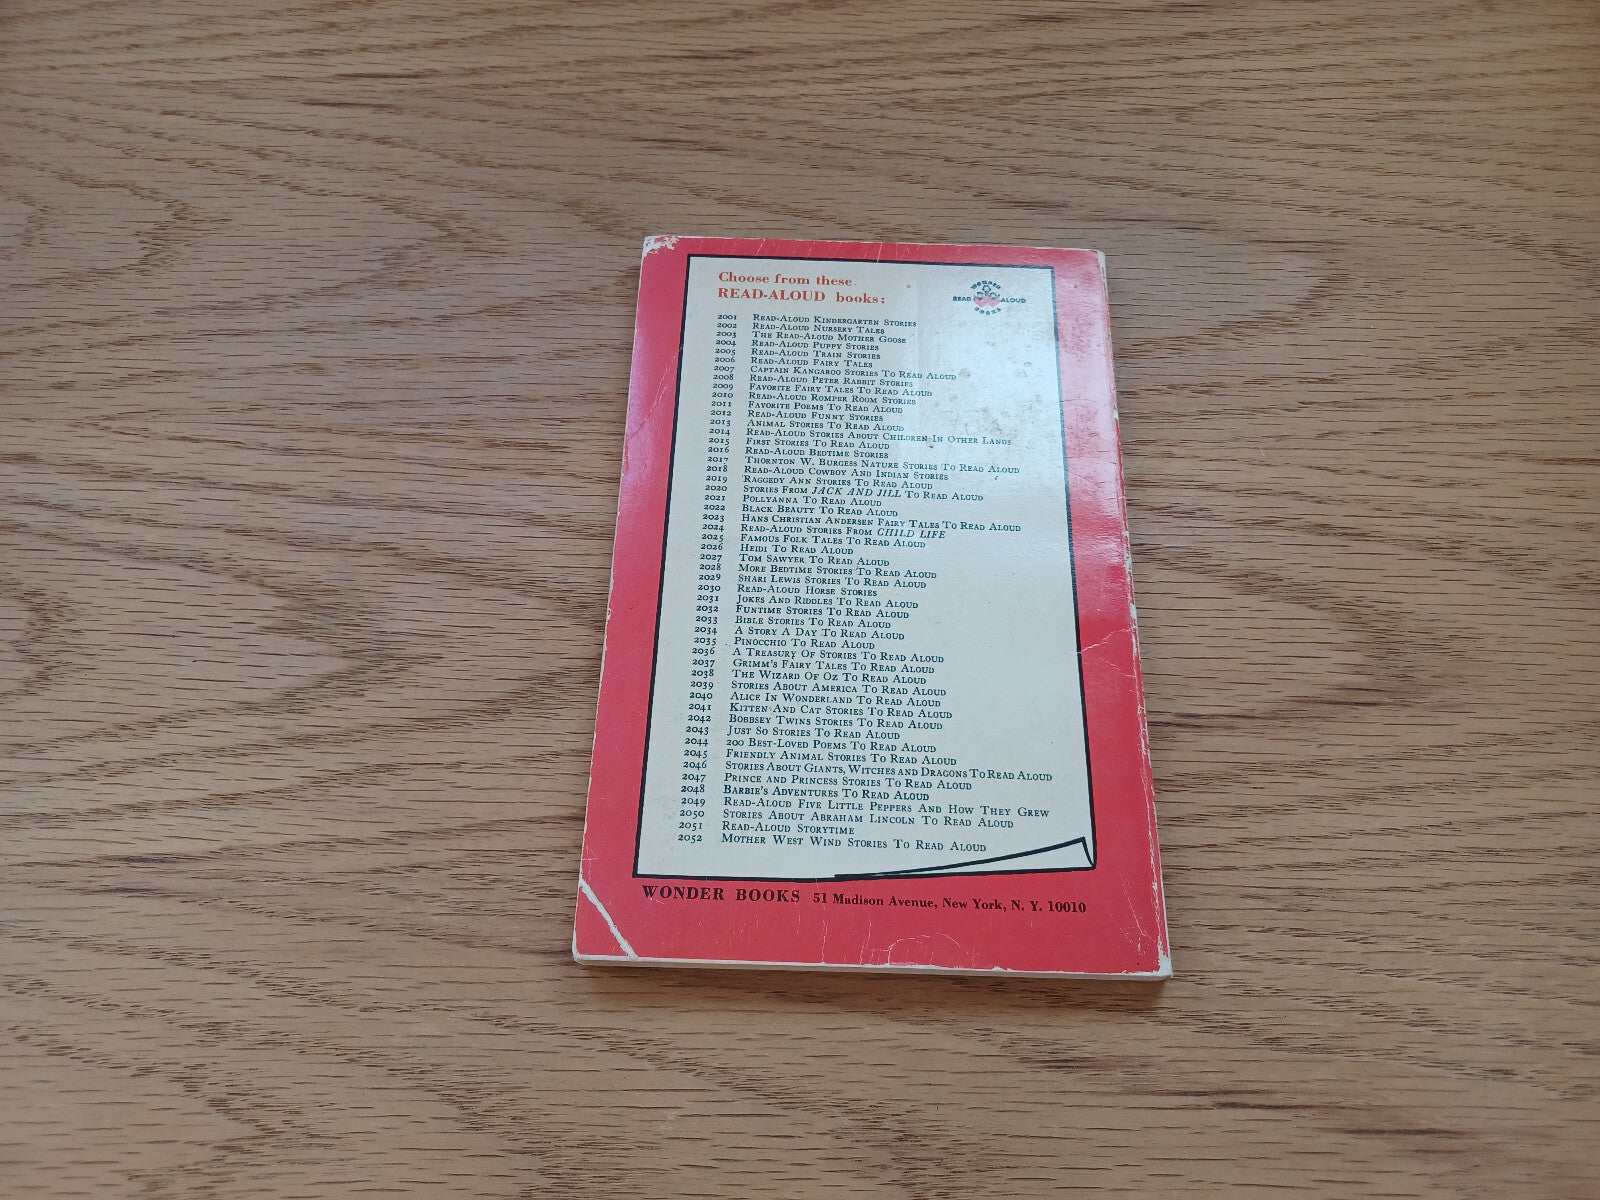 Choose from these
READ-ALOUD books:
WONDER
READ ALOUD
BOOKS
2001 READ-ALOUD KINDERGARTEN STORIES
2002 READ-ALOUD NURSERY TALES
2003 THE READ-ALOUD MOTHER GOOSE
2004 READ-ALOUD PUPPY STORIES
2005 READ-ALOUD TRAIN STORIES
2006 READ-ALOUD FAIRY TALES
2007 CAPTAIN KANGAROO STORIES TO READ ALOUD
2008 READ-ALOUD PETER RABBIT STORIES
2009 FAVORITE FAIRY TALES TO READ ALOUD
2010 READ-ALOUD ROMPER ROOM STORIES
2011 FAVORITE POEMS TO READ ALOUD
2012 READ-ALOUD FUNNY STORIES
2013 ANIMAL STORIES TO READ ALOUD
2014 READ-ALOUD STORIES ABOUT CHILDREN IN OTHER LANDS
2015 FIRST STORIES TO READ ALOUD
2016 READ-ALOUD BEDTIME STORIES
2017 THORNTON W. BURGESS NATURE STORIES TO READ ALOUD
2018 READ-ALOUD COWBOY AND INDIAN STORIES
2019 RAGGEDY ANN STORIES TO READ ALOUD
2020 STORIES FROM JACK AND JILL TO READ ALOUD
2021 POLLYANNA TO READ ALOUD
2022 BLACK BEAUTY TO READ ALOUD
2023 HANS CHRISTIAN ANDERSEN FAIRY TALES TO READ ALOUD
2024 READ-ALOUD STORIES FROM CHILD LIFE
2025 FAMOUS FOLK TALES TO READ ALOUD
2026 HEIDI TO READ ALOUD
2027 TOM SAWYER TO READ ALOUD
2028 MORE BEDTIME STORIES TO READ ALOUD
2029 SHARI LEWIS STORIES TO READ ALOUD
2030 READ-ALOUD HORSE STORIES
2031 JOKES AND RIDDLES TO READ ALOUD
2032 FUNTIME STORIES TO READ ALOUD
2033 BIBLE STORIES TO READ ALOUD
2034 A STORY A DAY TO READ ALOUD
2035 PINOCCHIO TO READ ALOUD
2036 A TREASURY OF STORIES TO READ ALOUD
2037 GRIMM'S FAIRY TALES TO READ ALOUD
2038 THE WIZARD OF OZ TO READ ALOUD
2039 STORIES ABOUT AMERICA TO READ ALOUD
2040 ALICE IN WONDERLAND TO READ ALOUD
2041 KITTEN AND CAT STORIES TO READ ALOUD
2042 BOBBSEY TWINS STORIES TO READ ALOUD
2043 JUST SO STORIES TO READ ALOUD
2044 200 BEST-LOVED POEMS TO READ ALOUD
2045 FRIENDLY ANIMAL STORIES TO READ ALOUD
2046 STORIES ABOUT GIANTS, WITCHES AND DRAGONS TO READ ALOUD
2047 PRINCE AND PRINCESS STORIES TO READ ALOUD
2048 BARBIE'S ADVENTURES TO READ ALOUD
2049 READ-ALOUD FIVE LITTLE PEPPERS AND HOW THEY GREW
2050 STORIES ABOUT ABRAHAM LINCOLN TO READ ALOUD
2051 READ-ALOUD STORYTIME
2052 MOTHER WEST WIND STORIES TO READ ALOUD
WONDER BOOKS 51 Madison Avenue, New York, N. Y. 10010